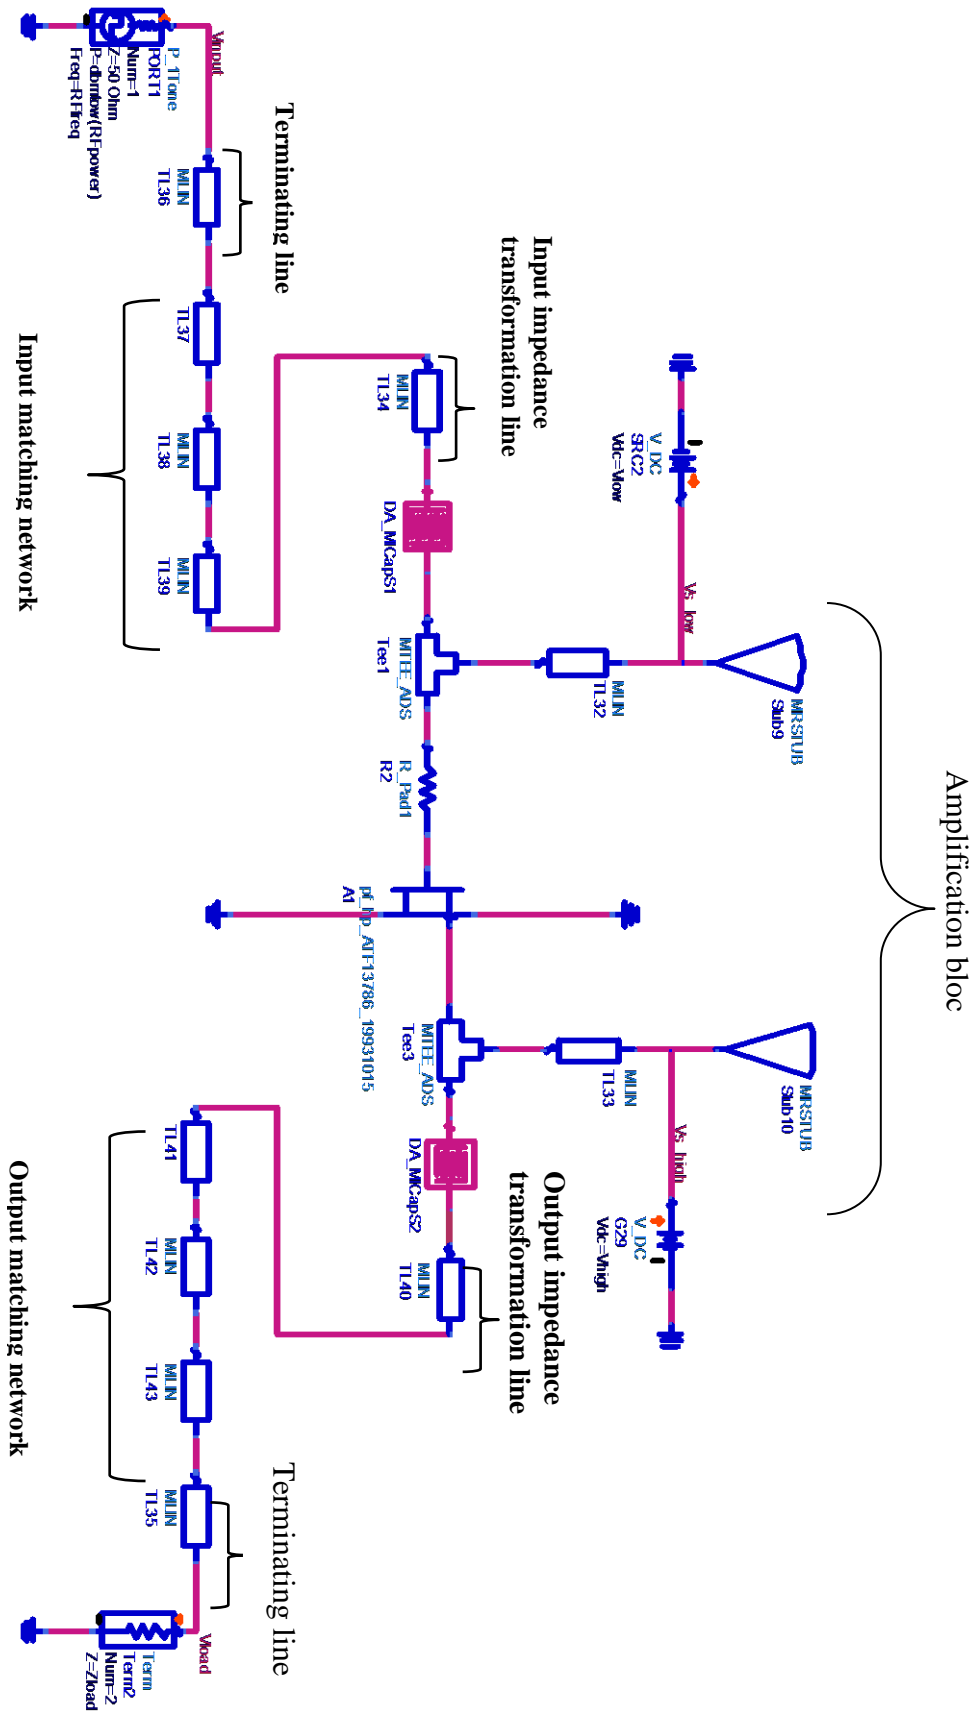 Amplification bloc
MRSTUB
Stub9
MRSTUB
Stub10
V_DC
SRC2
Vdc=Vlow
Vs_low
MLIN
TL32
MLIN
TL33
Vs_high
V_DC
G29
Vdc=Vhigh
Input impedance
transformation line
MLIN
TL34
DA_MICapS1
MTEE_ADS
Tee1
R_Pad1
R2
pf_hp_ATF13786_19931015
A1
MTEE_ADS
Tee3
DA_MICapS2
Output impedance
transformation line
MLIN
TL40
Terminating line
Vinput
P_1Tone
PORT1
Num=1
Z=50 Ohm
P=dbmtow(RFpower)
Freq=RFfreq
MLIN
TL36
TL37
MLIN
TL38
MLIN
TL39
Input matching network
TL41
MLIN
TL42
MLIN
TL43
MLIN
TL35
Output matching network
Terminating line
Vload
Term
Term2
Num=2
Z=Zload